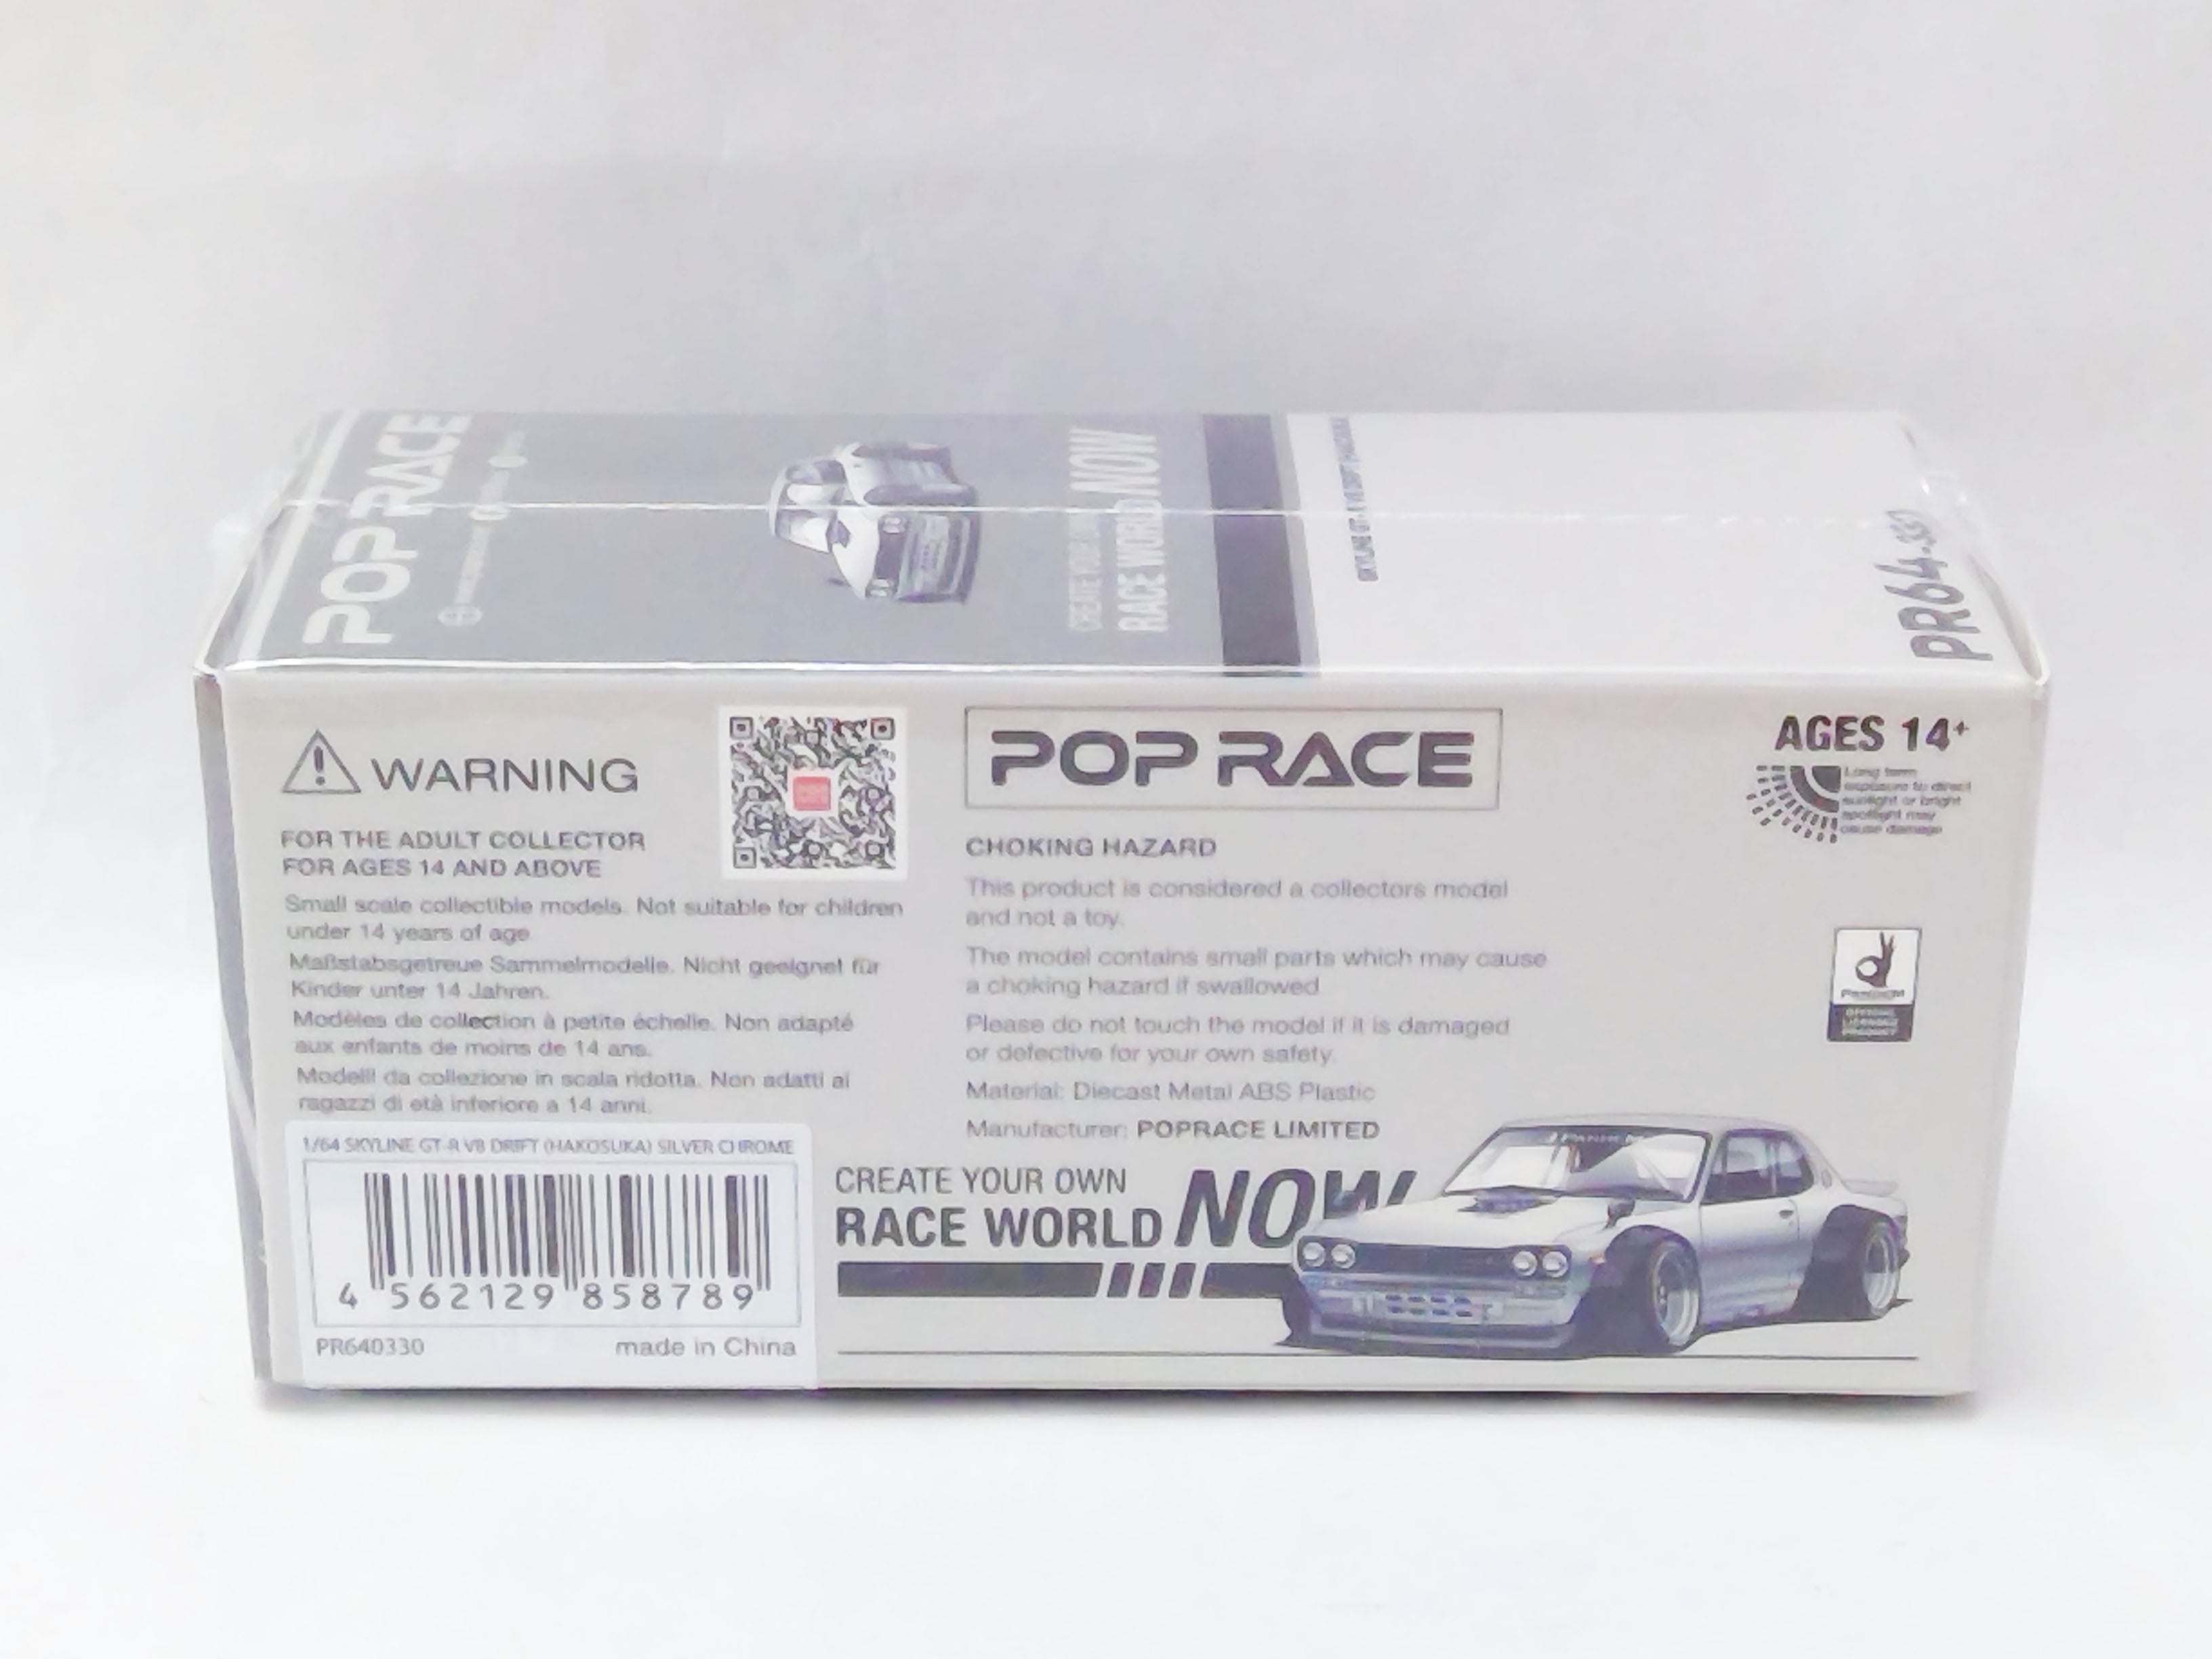 POP RACE
CREATE YOUR OWN
RACE WORLD NOW
PR64-330
WARNING
FOR THE ADULT COLLECTOR
FOR AGES 14 AND ABOVE
Small scale collectible models. Not suitable for children
under 14 years of age
Maßstabsgetreue Sammelmodelle. Nicht geeignet für
Kinder unter 14 Jahren.
Modèles de collection à petite échelle. Non adapté
aux enfants de moins de 14 ans.
Modelli da collezione in scala ridotta. Non adatti ai
ragazzi di età inferiore a 14 anni.
1/64 SKYLINE GT-R V8 DRIFT (HAKOSUKA) SILVER CHROME
4 562129 858789
PR640330 made in China
POP RACE
CHOKING HAZARD
This product is considered a collectors model
and not a toy.
The model contains small parts which may cause
a choking hazard if swallowed
Please do not touch the model if it is damaged
or defective for your own safety.
Material: Diecast Metal ABS Plastic
Manufacturer: POPRACE LIMITED
CREATE YOUR OWN
RACE WORLD NOW
AGES 14+
Long term
exposure to direct
sunlight or bright
spotlight may
cause damage
OFFICIAL
LICENSED
PRODUCT